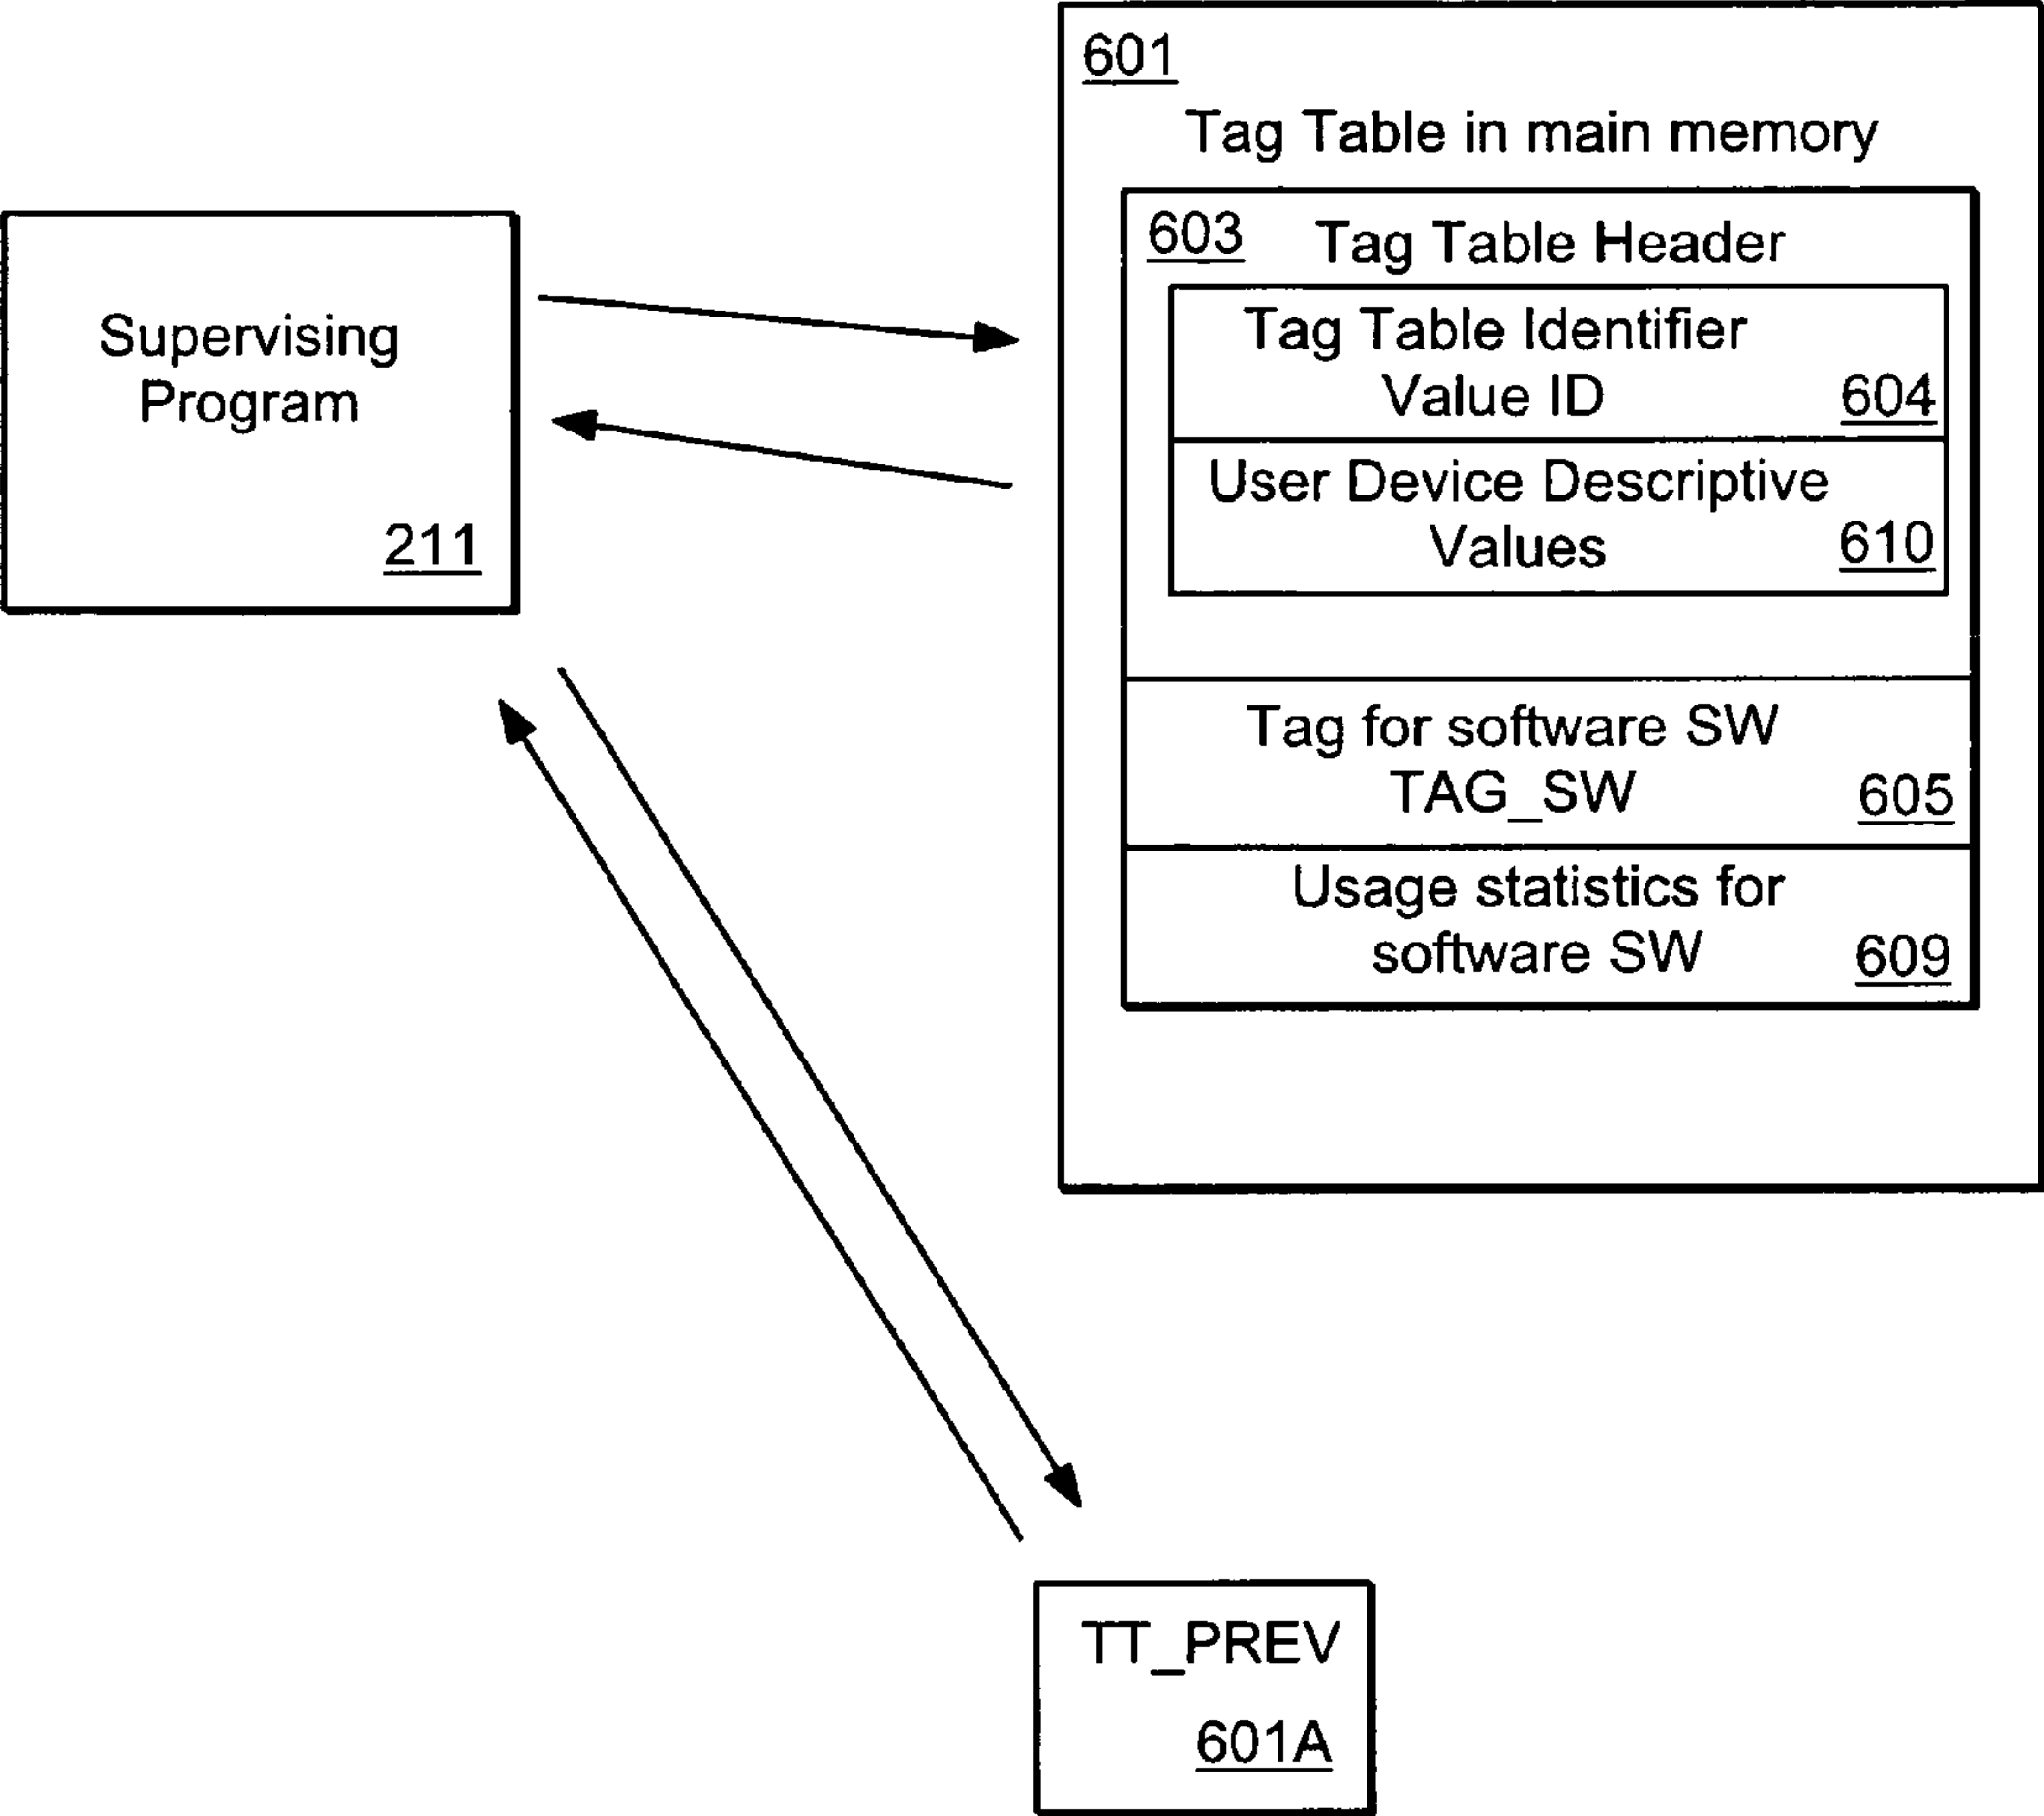 Supervising
Program
211
601
Tag Table in main memory
603 Tag Table Header
Tag Table Identifier
Value ID 604
User Device Descriptive
Values 610
Tag for software SW
TAG_SW 605
Usage statistics for
software SW 609
TT_PREV
601A